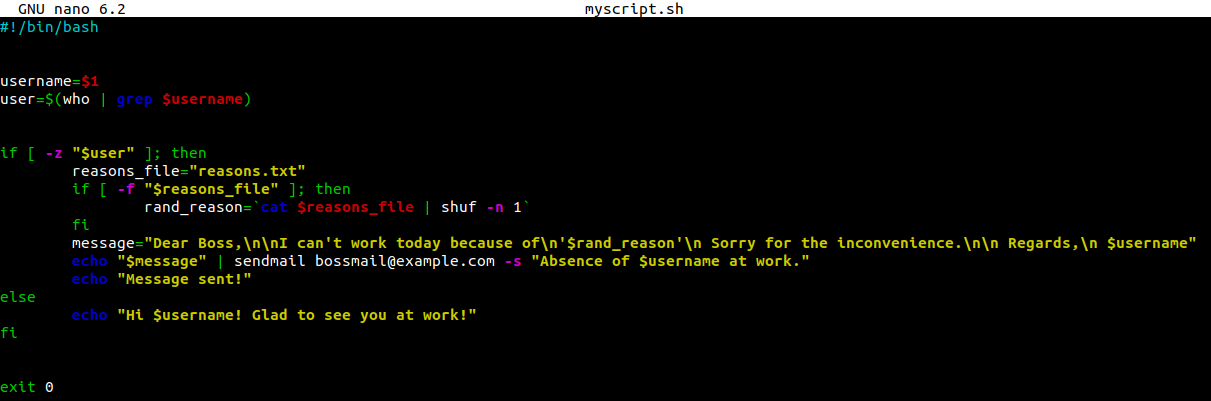 GNU nano 6.2 myscript.sh
#!/bin/bash
username=$1
user=$(who | grep $username)
if [ -z "$user" ]; then
        reasons_file="reasons.txt"
        if [ -f "$reasons_file" ]; then
                rand_reason=`cat $reasons_file | shuf -n 1`
        fi
        message="Dear Boss,\n\nI can't work today because of\n'$rand_reason'\n Sorry for the inconvenience.\n\n Regards,\n $username"
        echo "$message" | sendmail bossmail@example.com -s "Absence of $username at work."
        echo "Message sent!"
else
        echo "Hi $username! Glad to see you at work!"
fi
exit 0